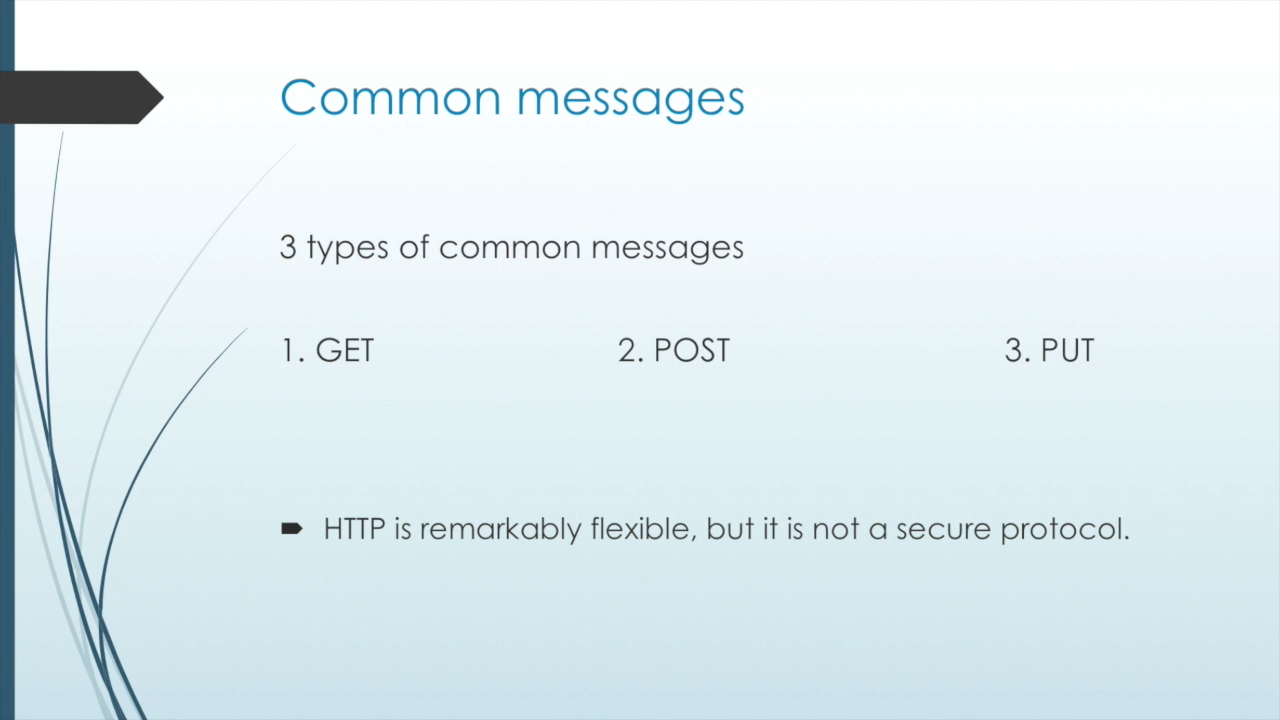 Common messages
3 types of common messages
1. GET 2. POST 3. PUT
HTTP is remarkably flexible, but it is not a secure protocol.